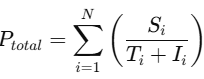 P_{total} = \sum_{i=1}^{N} \left( \frac{S_i}{T_i + I_i} \right)